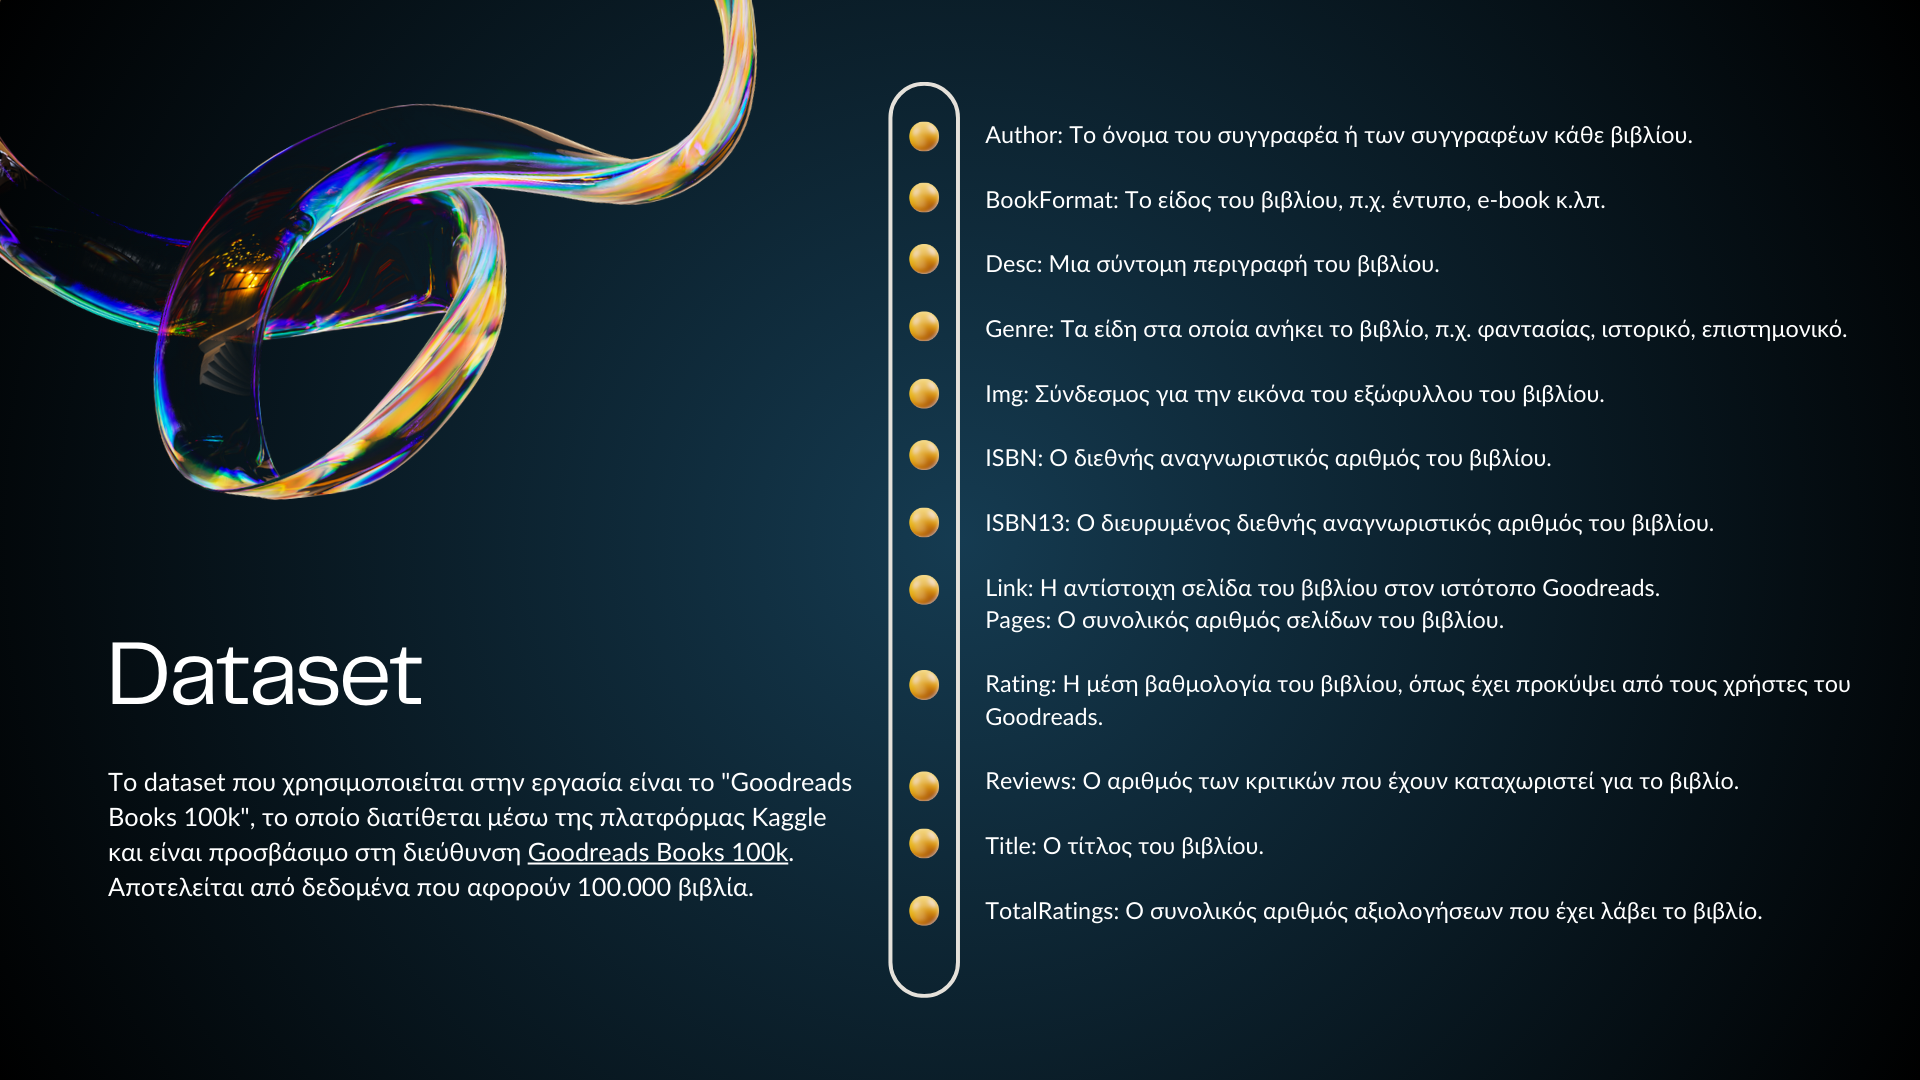 Dataset
Το dataset που χρησιμοποιείται στην εργασία είναι το "Goodreads
Books 100k", το οποίο διατίθεται μέσω της πλατφόρμας Kaggle
και είναι προσβάσιμο στη διεύθυνση Goodreads Books 100k.
Αποτελείται από δεδομένα που αφορούν 100.000 βιβλία.
Author: Το όνομα του συγγραφέα ή των συγγραφέων κάθε βιβλίου.
BookFormat: Το είδος του βιβλίου, π.χ. έντυπο, e-book κ.λπ.
Desc: Μια σύντομη περιγραφή του βιβλίου.
Genre: Τα είδη στα οποία ανήκει το βιβλίο, π.χ. φαντασίας, ιστορικό, επιστημονικό.
Img: Σύνδεσμος για την εικόνα του εξώφυλλου του βιβλίου.
ISBN: Ο διεθνής αναγνωριστικός αριθμός του βιβλίου.
ISBN13: Ο διευρυμένος διεθνής αναγνωριστικός αριθμός του βιβλίου.
Link: Η αντίστοιχη σελίδα του βιβλίου στον ιστότοπο Goodreads.
Pages: Ο συνολικός αριθμός σελίδων του βιβλίου.
Rating: Η μέση βαθμολογία του βιβλίου, όπως έχει προκύψει από τους χρήστες του
Goodreads.
Reviews: Ο αριθμός των κριτικών που έχουν καταχωριστεί για το βιβλίο.
Title: Ο τίτλος του βιβλίου.
TotalRatings: Ο συνολικός αριθμός αξιολογήσεων που έχει λάβει το βιβλίο.